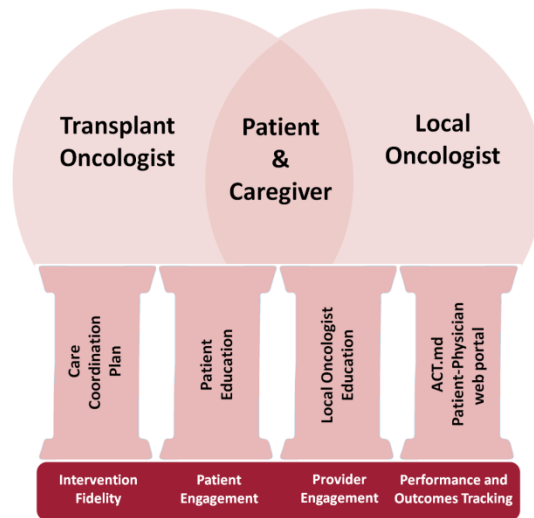 Transplant
Oncologist
Patient
&
Caregiver
Local
Oncologist
Care
Coordination
Plan
Patient
Education
Local Oncologist
Education
ACT.md
Patient-Physician
web portal
Intervention
Fidelity
Patient
Engagement
Provider
Engagement
Performance and
Outcomes Tracking